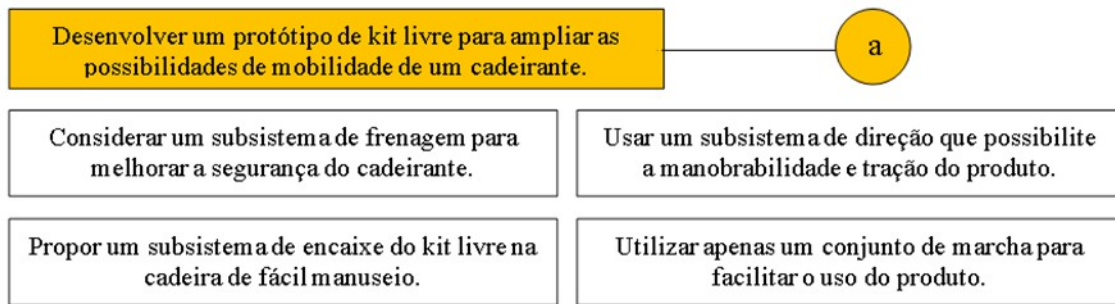 Desenvolver um protótipo de kit livre para ampliar as
possibilidades de mobilidade de um cadeirante.
a
Considerar um subsistema de frenagem para
melhorar a segurança do cadeirante.
Usar um subsistema de direção que possibilite
a manobrabilidade e tração do produto.
Propor um subsistema de encaixe do kit livre na
cadeira de fácil manuseio.
Utilizar apenas um conjunto de marcha para
facilitar o uso do produto.